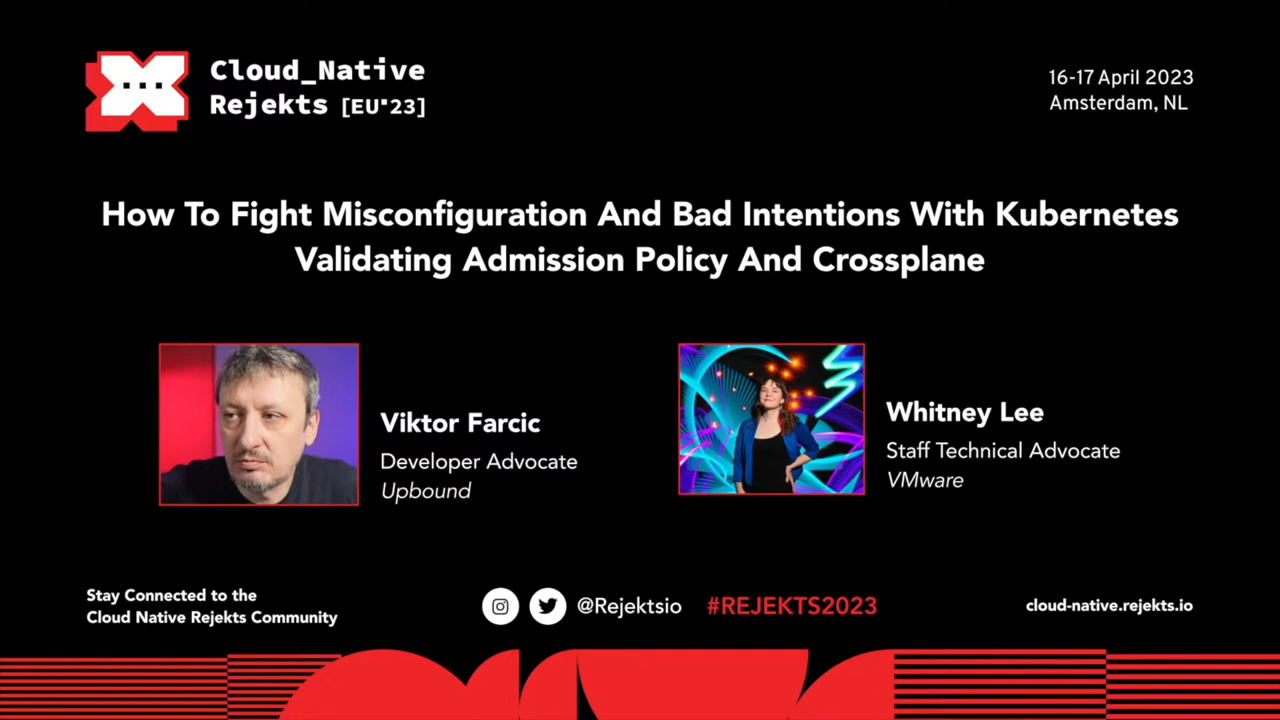 Cloud_Native
Rejekts [EU"23]
16-17 April 2023
Amsterdam, NL
How To Fight Misconfiguration And Bad Intentions With Kubernetes
Validating Admission Policy And Crossplane
Viktor Farcic
Developer Advocate
Upbound
Whitney Lee
Staff Technical Advocate
VMware
Stay Connected to the
Cloud Native Rejekts Community
@Rejektsio #REJEKTS2023
cloud-native.rejekts.io